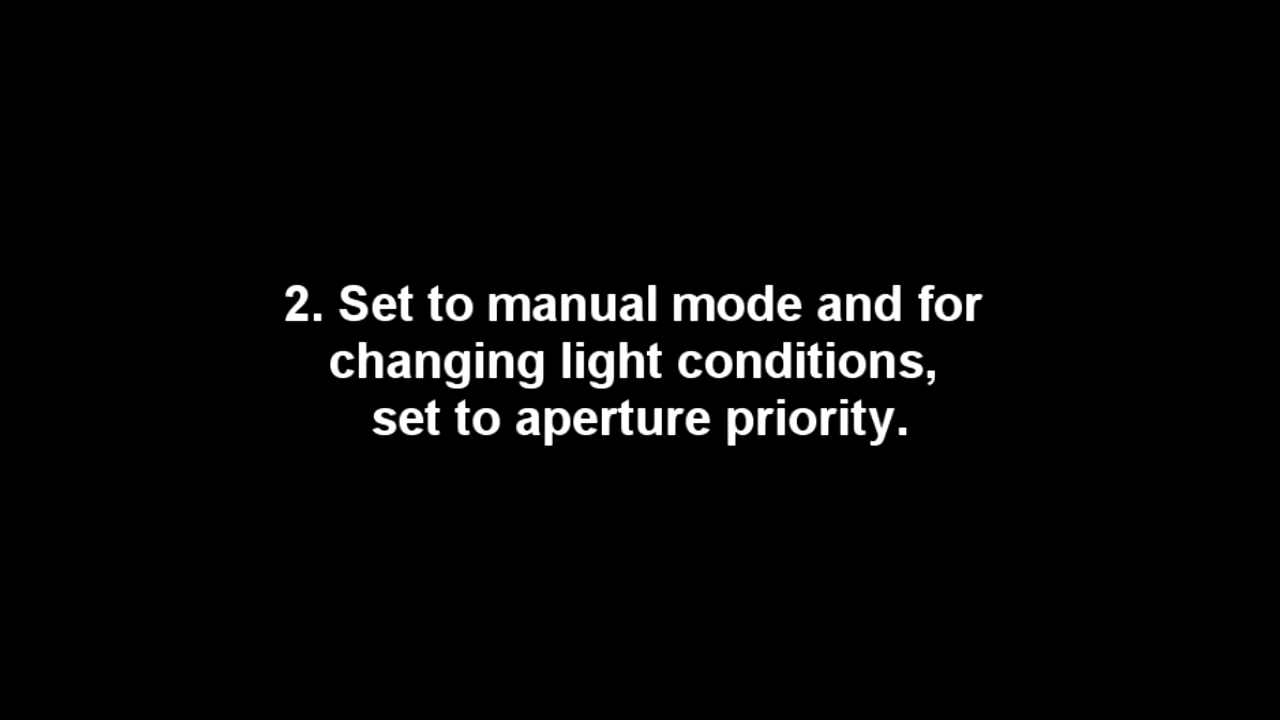 2. Set to manual mode and for
changing light conditions,
set to aperture priority.